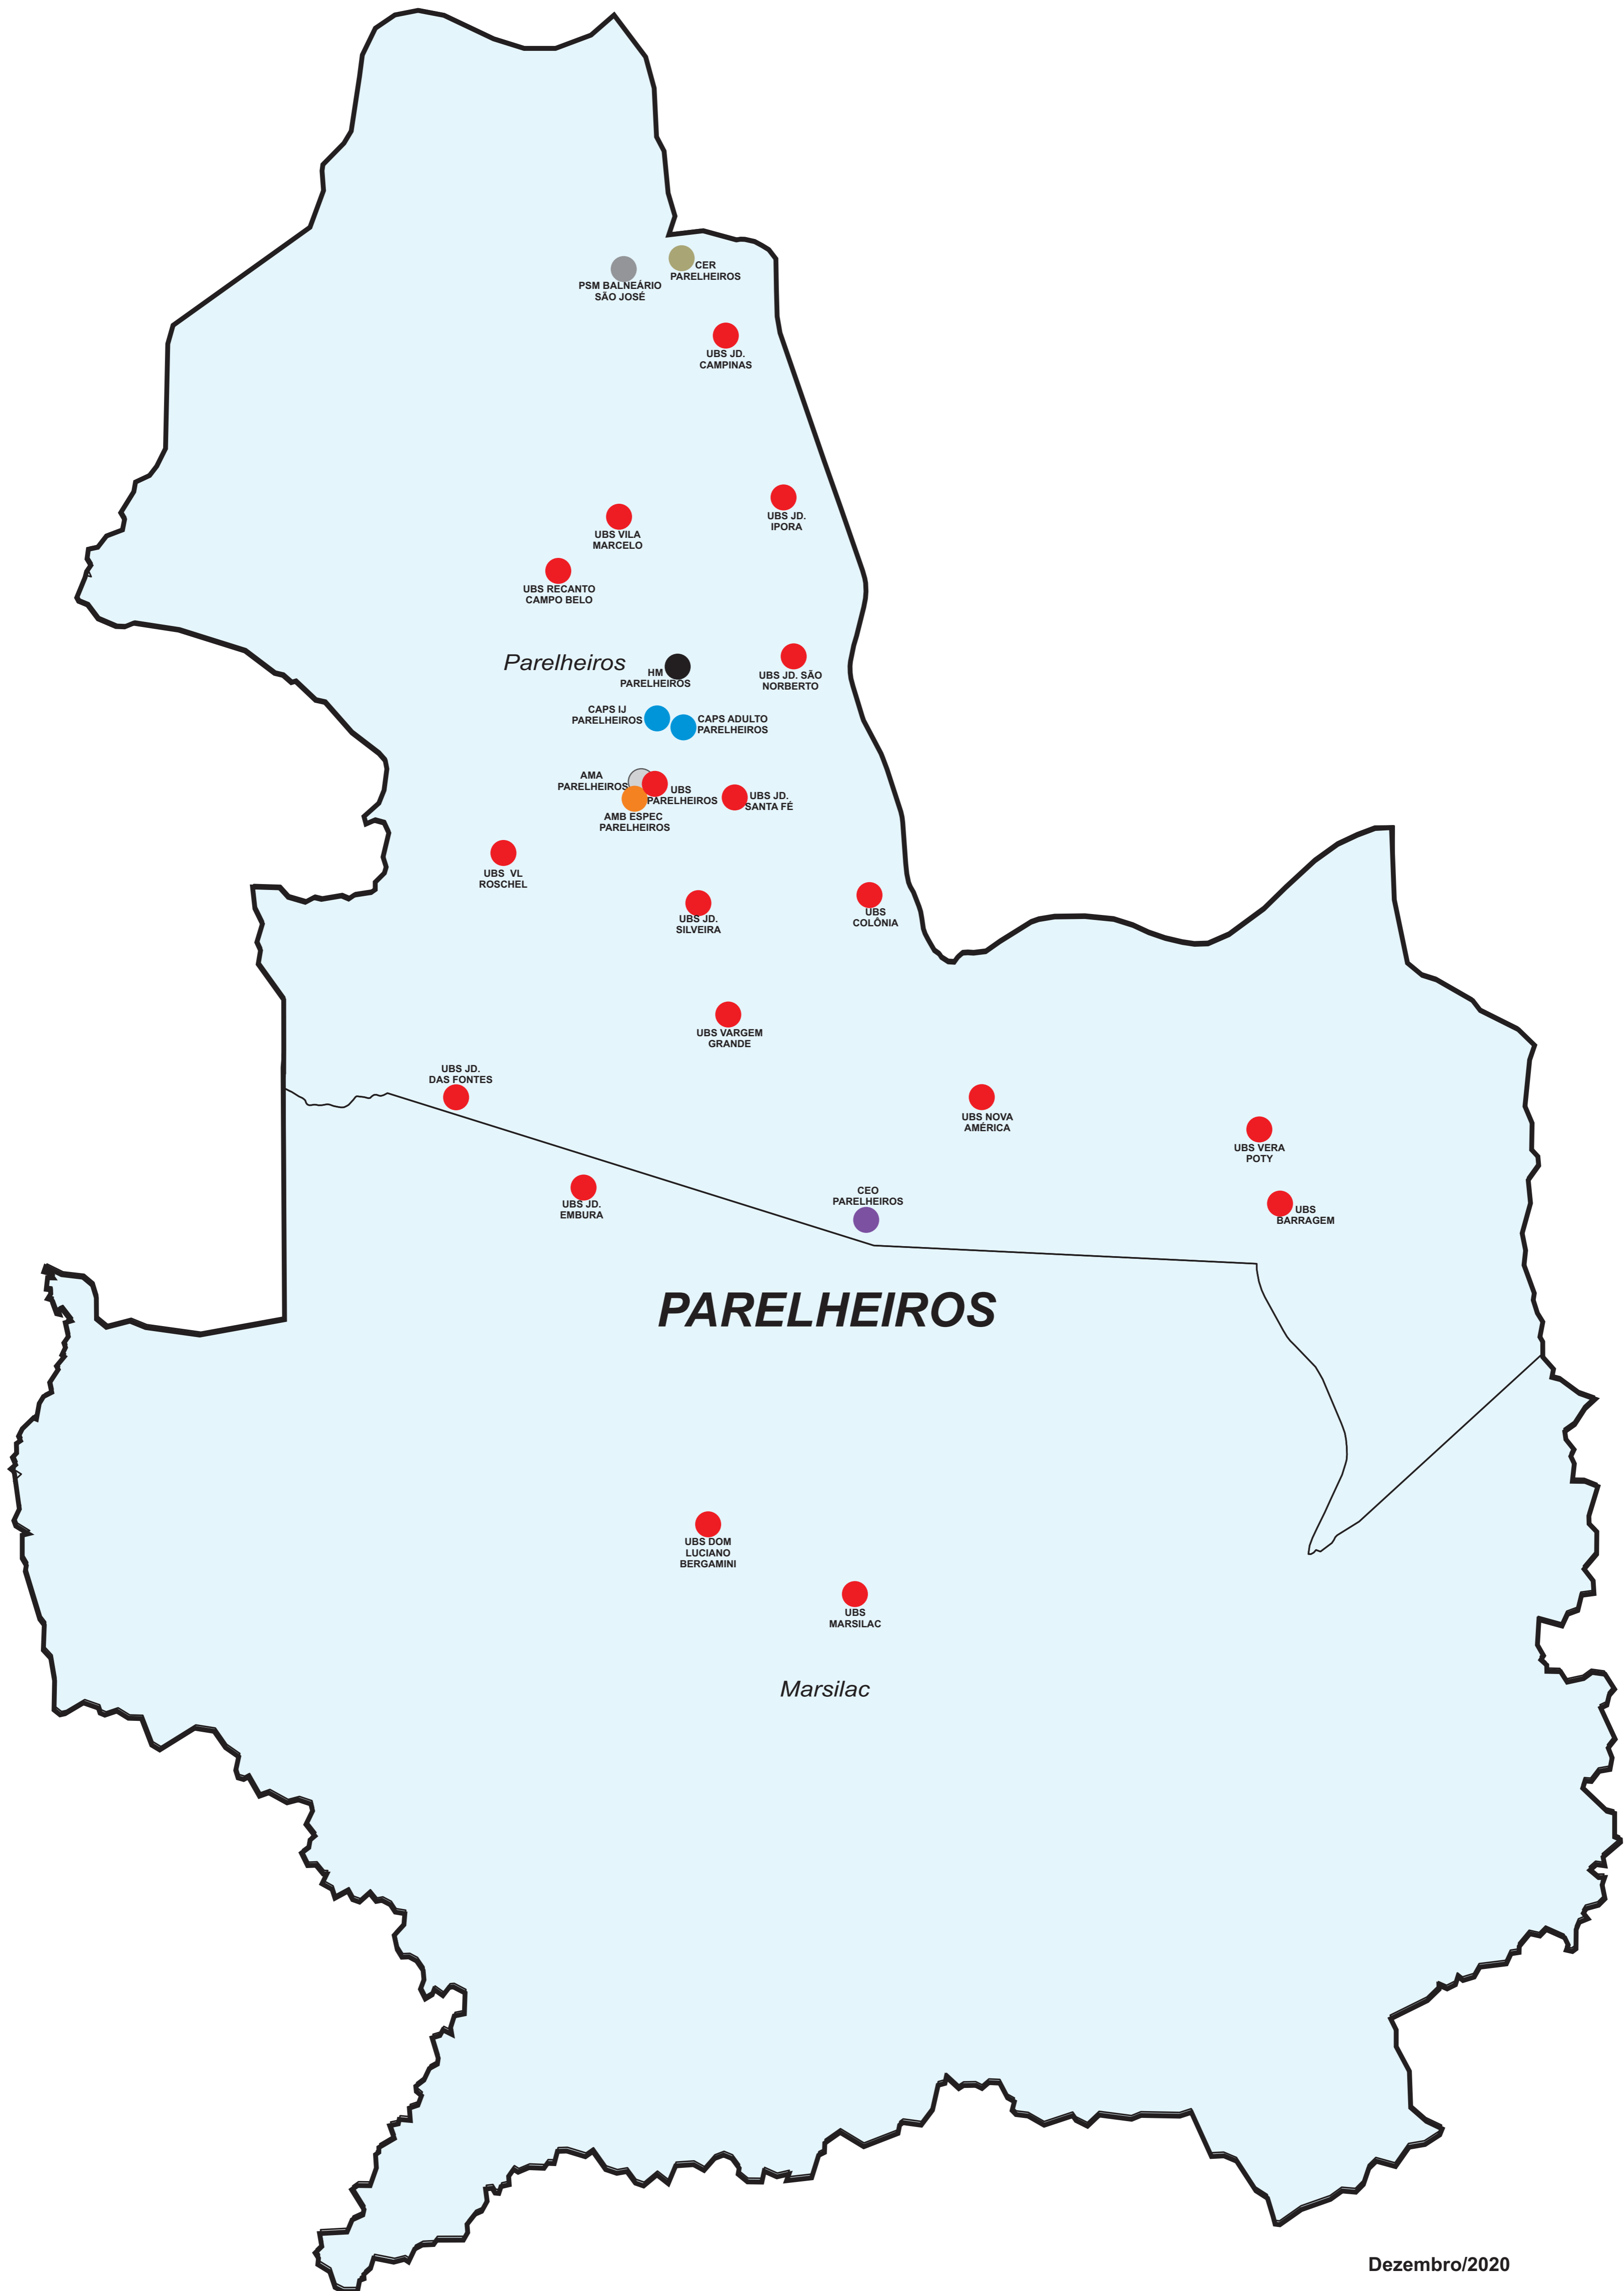 CER
PARELHEIROS
PSM BALNEÁRIO
SÃO JOSÉ
UBS JD.
CAMPINAS
UBS JD.
IPORA
UBS VILA
MARCELO
UBS RECANTO
CAMPO BELO
Parelheiros
HM
PARELHEIROS
UBS JD. SÃO
NORBERTO
CAPS IJ
PARELHEIROS
CAPS ADULTO
PARELHEIROS
AMA
PARELHEIROS
UBS
PARELHEIROS
UBS JD.
SANTA FÉ
AMB ESPEC
PARELHEIROS
UBS VL
ROSCHEL
UBS JD.
SILVEIRA
UBS
COLÔNIA
UBS VARGEM
GRANDE
UBS JD.
DAS FONTES
UBS NOVA
AMÉRICA
UBS VERA
POTY
UBS JD.
EMBURA
CEO
PARELHEIROS
UBS
BARRAGEM
PARELHEIROS
UBS DOM
LUCIANO
BERGAMINI
UBS
MARSILAC
Marsilac
Dezembro/2020